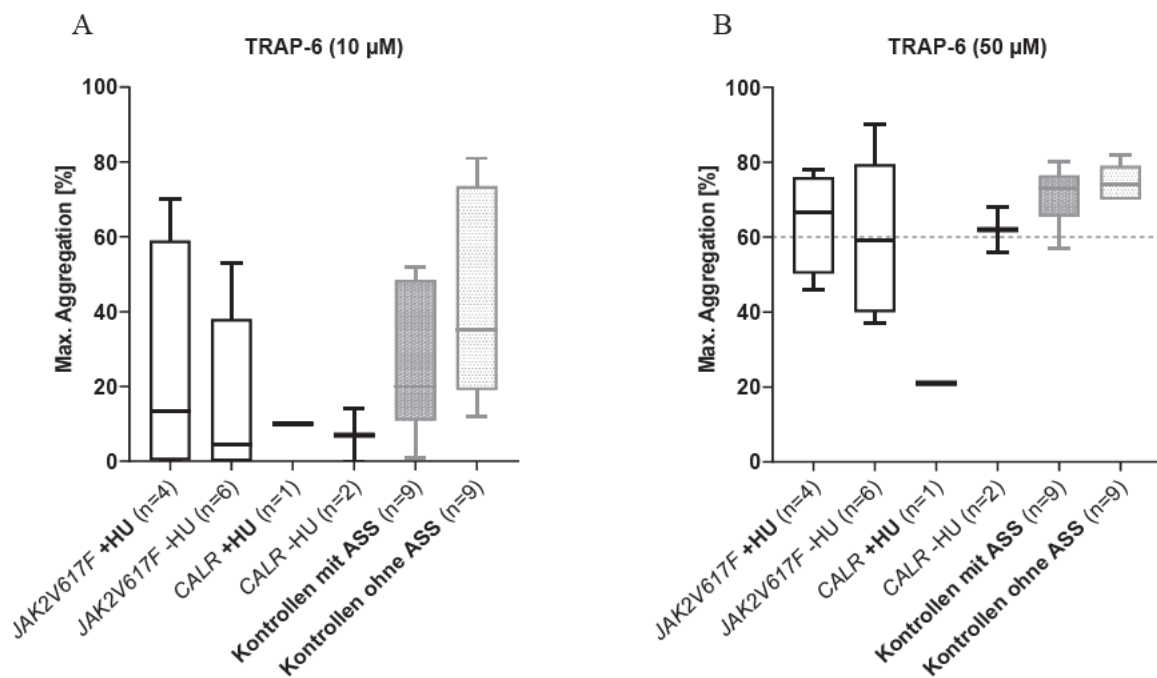 A
TRAP-6 (10 µM)
Max. Aggregation [%]
100
80
60
40
20
0
JAK2V617F +HU (n=4)
JAK2V617F -HU (n=6)
CALR +HU (n=1)
CALR -HU (n=2)
Kontrollen mit ASS (n=9)
Kontrollen ohne ASS (n=9)
B
TRAP-6 (50 µM)
Max. Aggregation [%]
100
80
60
40
20
0
JAK2V617F +HU (n=4)
JAK2V617F -HU (n=6)
CALR +HU (n=1)
CALR -HU (n=2)
Kontrollen mit ASS (n=9)
Kontrollen ohne ASS (n=9)